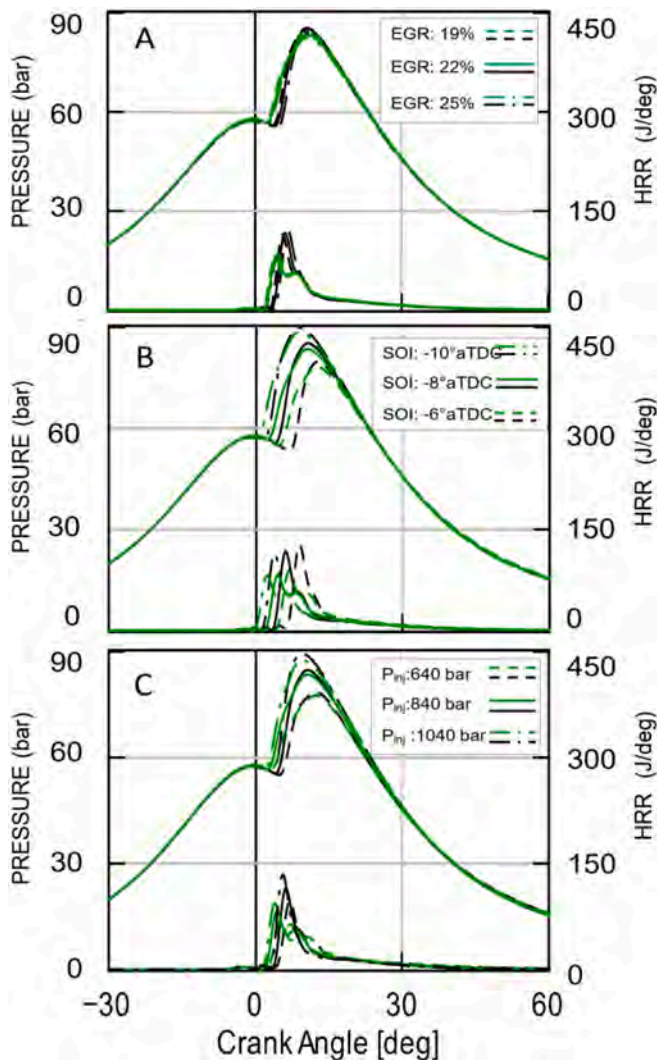 A
EGR: 19%
EGR: 22%
EGR: 25%
PRESSURE (bar)
90
60
30
0
HRR (J/deg)
450
300
150
0
B
SOI: -10°aTDC
SOI: -8°aTDC
SOI: -6°aTDC
PRESSURE (bar)
90
60
30
0
HRR (J/deg)
450
300
150
0
C
Pinj:640 bar
Pinj:840 bar
Pinj :1040 bar
PRESSURE (bar)
90
60
30
0
HRR (J/deg)
450
300
150
0
−30 0 30 60
Crank Angle [deg]